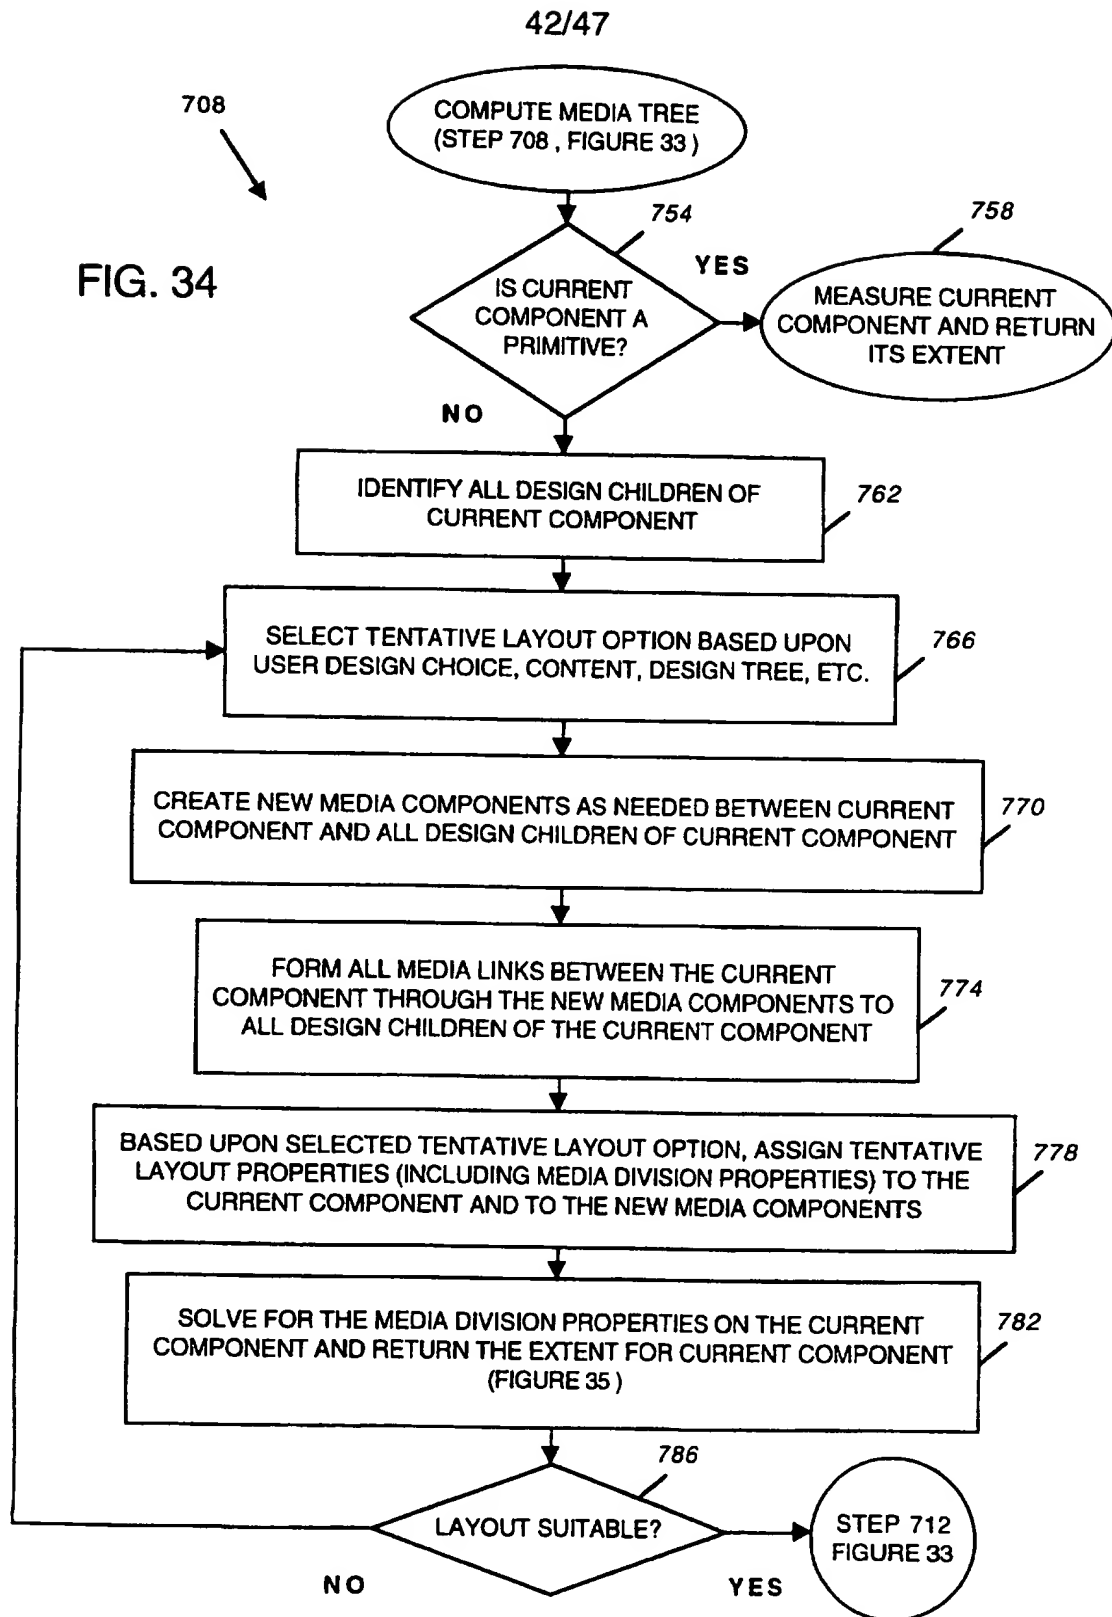 42/47
708
COMPUTE MEDIA TREE
(STEP 708, FIGURE 33)
754
758
FIG. 34
YES
IS CURRENT
COMPONENT A
PRIMITIVE?
MEASURE CURRENT
COMPONENT AND RETURN
ITS EXTENT
NO
IDENTIFY ALL DESIGN CHILDREN OF
CURRENT COMPONENT
762
SELECT TENTATIVE LAYOUT OPTION BASED UPON
USER DESIGN CHOICE, CONTENT, DESIGN TREE, ETC.
766
CREATE NEW MEDIA COMPONENTS AS NEEDED BETWEEN CURRENT
COMPONENT AND ALL DESIGN CHILDREN OF CURRENT COMPONENT
770
FORM ALL MEDIA LINKS BETWEEN THE CURRENT
COMPONENT THROUGH THE NEW MEDIA COMPONENTS TO
ALL DESIGN CHILDREN OF THE CURRENT COMPONENT
774
BASED UPON SELECTED TENTATIVE LAYOUT OPTION, ASSIGN TENTATIVE
LAYOUT PROPERTIES (INCLUDING MEDIA DIVISION PROPERTIES) TO THE
CURRENT COMPONENT AND TO THE NEW MEDIA COMPONENTS
778
SOLVE FOR THE MEDIA DIVISION PROPERTIES ON THE CURRENT
COMPONENT AND RETURN THE EXTENT FOR CURRENT COMPONENT
(FIGURE 35)
782
786
LAYOUT SUITABLE?
STEP 712
FIGURE 33
NO
YES